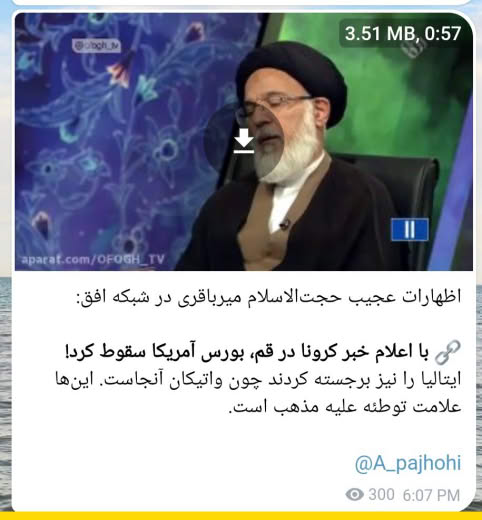 3.51 MB, 0:57
@ofogh_tv
aparat.com/OFOGH_TV
اظهارات عجیب حجت‌الاسلام میرباقری در شبکه افق:
با اعلام خبر کرونا در قم، بورس آمریکا سقوط کرد!
ایتالیا را نیز برجسته کردند چون واتیکان آنجاست. این‌ها
علامت توطئه علیه مذهب است.
@A_pajhohi
300 6:07 PM